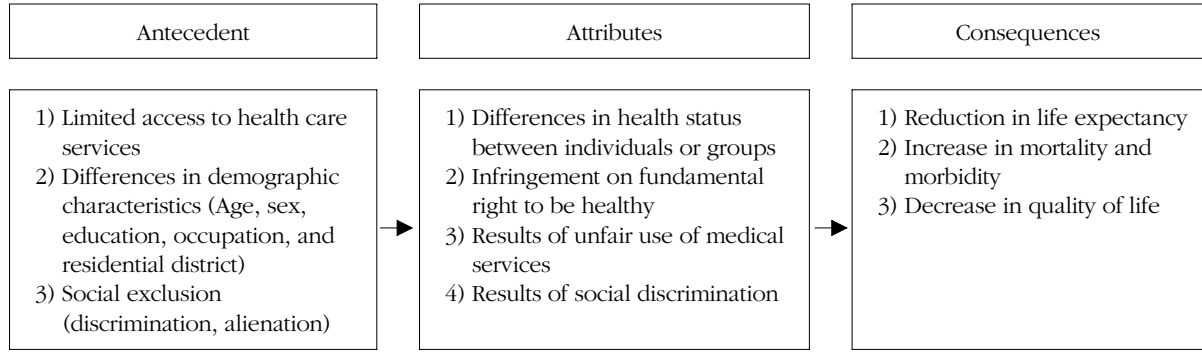 Antecedent
Attributes
Consequences
1) Limited access to health care
services
2) Differences in demographic
characteristics (Age, sex,
education, occupation, and
residential district)
3) Social exclusion
(discrimination, alienation)
1) Differences in health status
between individuals or groups
2) Infringement on fundamental
right to be healthy
3) Results of unfair use of medical
services
4) Results of social discrimination
1) Reduction in life expectancy
2) Increase in mortality and
morbidity
3) Decrease in quality of life